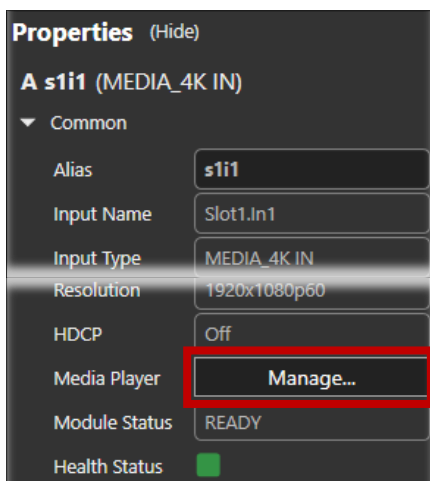 Properties (Hide)
A s1i1 (MEDIA_4K IN)
Common
Alias s1i1
Input Name Slot1.In1
Input Type MEDIA_4K IN
Resolution 1920x1080p60
HDCP Off
Media Player Manage...
Module Status READY
Health Status